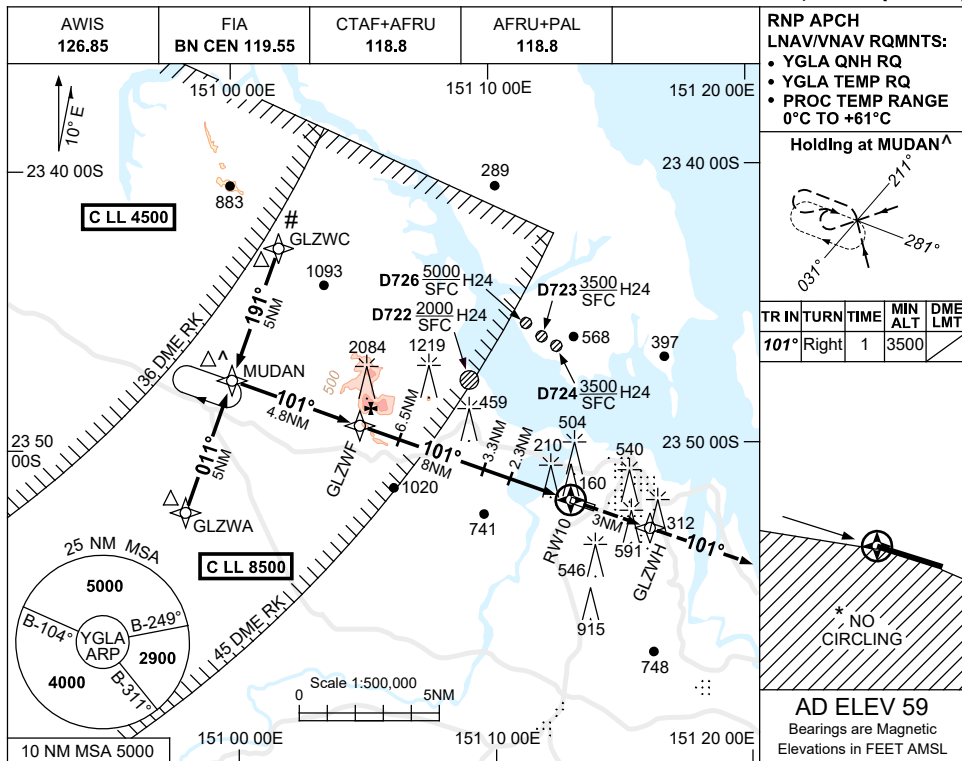 AWIS
126.85
FIA
BN CEN 119.55
CTAF+AFRU
118.8
AFRU+PAL
118.8
RNP APCH
LNAV/VNAV RQMNTS:
• YGLA QNH RQ
• YGLA TEMP RQ
• PROC TEMP RANGE
0°C TO +61°C
151 00 00E
151 10 00E
151 20 00E
10° E
23 40 00S
23 40 00S
289
883
C LL 4500
#
GLZWC
1093
191°
5NM
36 DME RK
D726 5000 H24
SFC
D723 3500 H24
SFC
D722 2000 H24
SFC
568
397
D724 3500 H24
SFC
2084
1219
500
^
MUDAN
101°
4.8NM
459
6.5NM
GLZWF
011°
5NM
GLZWA
23 50
00S
23 50 00S
101°
8NM
3.3NM
2.3NM
210
504
540
160
1020
741
RW10
3NM
591
312
GLZWH
101°
546
915
748
C LL 8500
45 DME RK
25 NM MSA
5000
B-104°
B-249°
YGLA
ARP
2900
4000
B-311°
10 NM MSA 5000
Scale 1:500,000
0
5NM
151 00 00E
151 10 00E
151 20 00E
Holding at MUDAN^
211°
281°
031°
TR IN
TURN
TIME
MIN
ALT
DME
LMT
101°
Right
1
3500
* NO
CIRCLING
AD ELEV 59
Bearings are Magnetic
Elevations in FEET AMSL